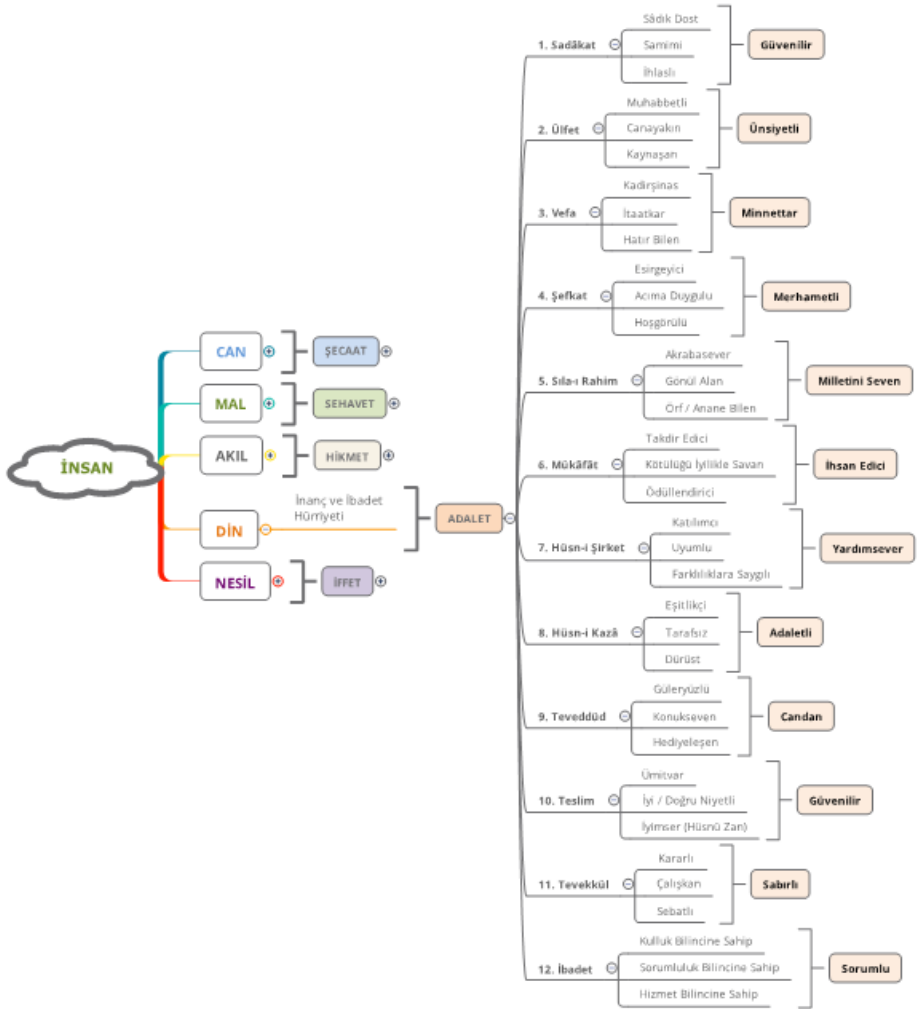 İNSAN
CAN
ŞECAAT
MAL
SEHAVET
AKIL
HİKMET
DİN
İnanç ve İbadet
Hürriyeti
ADALET
NESİL
İFFET
1. Sadâkat
Sâdık Dost
Samimi
İhlaslı
Güvenilir
2. Ülfet
Muhabbetli
Canayakın
Kaynaşan
Ünsiyetli
3. Vefa
Kadirşinas
İtaatkar
Hatır Bilen
Minnettar
4. Şefkat
Esirgeyici
Acıma Duygulu
Hoşgörülü
Merhametli
5. Sıla-ı Rahim
Akrabasever
Gönül Alan
Örf / Anane Bilen
Milletini Seven
6. Mükâfât
Takdir Edici
Kötülüğü İyilikle Savan
Ödüllendirici
İhsan Edici
7. Hüsn-i Şirket
Katılımcı
Uyumlu
Farklılıklara Saygılı
Yardımsever
8. Hüsn-i Kazâ
Eşitlikçi
Tarafsız
Dürüst
Adaletli
9. Teveddüd
Güleryüzlü
Konuksever
Hediyeleşen
Candan
10. Teslim
Ümitvar
İyi / Doğru Niyetli
İyimser (Hüsnü Zan)
Güvenilir
11. Tevekkül
Kararlı
Çalışkan
Sebatlı
Sabırlı
12. İbadet
Kulluk Bilincine Sahip
Sorumluluk Bilincine Sahip
Hizmet Bilincine Sahip
Sorumlu